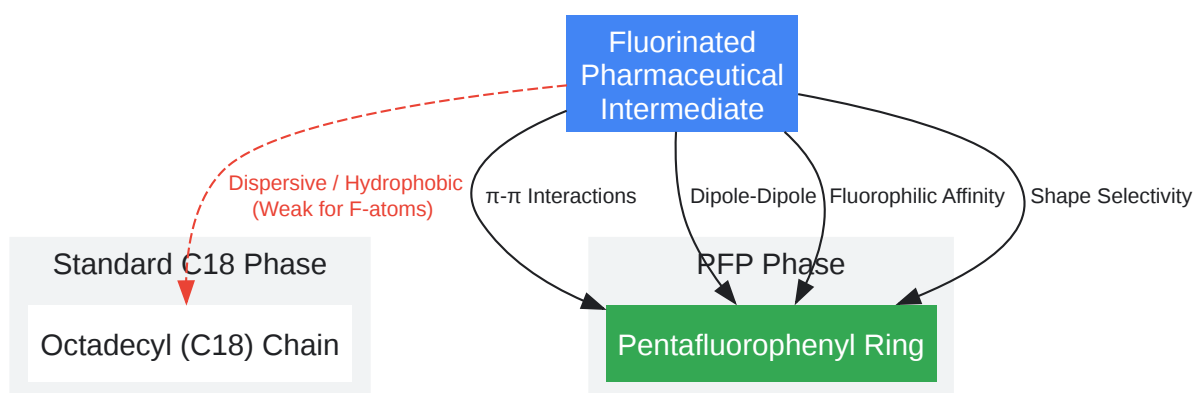 Fluorinated
Pharmaceutical
Intermediate
Dispersive / Hydrophobic
(Weak for F-atoms)
π-π Interactions
Dipole-Dipole
Fluorophilic Affinity
Shape Selectivity
Standard C18 Phase
PFP Phase
Octadecyl (C18) Chain
Pentafluorophenyl Ring